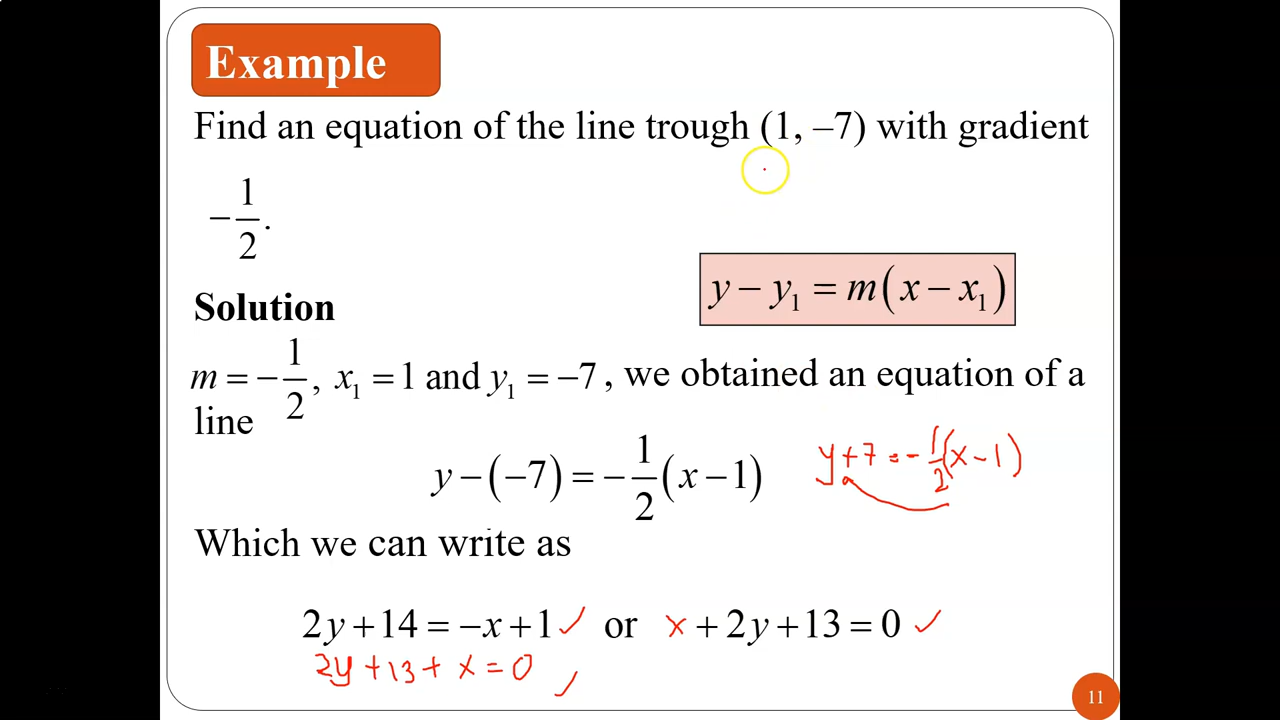 Example
Find an equation of the line trough (1, –7) with gradient
−1/2.
y − y₁ = m(x − x₁)
Solution
m = −1/2, x₁ = 1 and y₁ = −7, we obtained an equation of a
line
y − (−7) = −1/2(x − 1)
y+7 = −1/2(x−1)
Which we can write as
2y + 14 = −x + 1 ✓ or x + 2y + 13 = 0 ✓
2y + 13 + x = 0 ✓
11